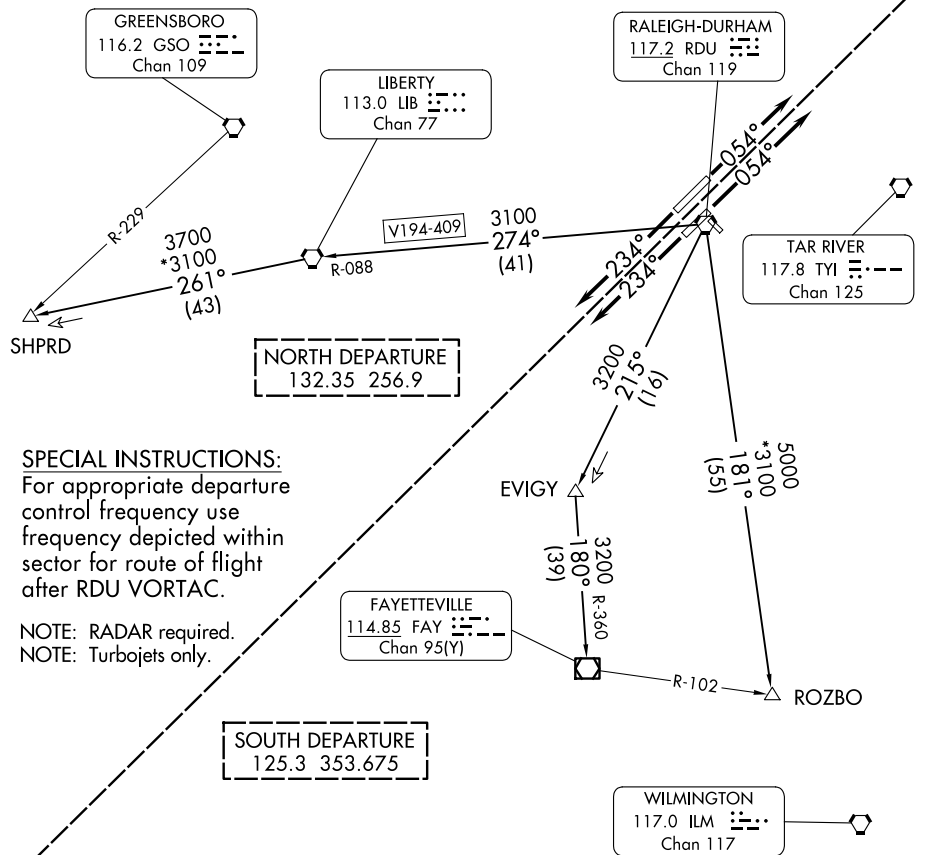 GREENSBORO
116.2 GSO
Chan 109
RALEIGH-DURHAM
117.2 RDU
Chan 119
LIBERTY
113.0 LIB
Chan 77
054°
054°
R-229
V194-409
3100
274°
(41)
R-088
3700
*3100
261°
(43)
234°
234°
TAR RIVER
117.8 TYI
Chan 125
SHPRD
NORTH DEPARTURE
132.35 256.9
3200
215°
(16)
5000
*3100
181°
(55)
SPECIAL INSTRUCTIONS:
For appropriate departure
control frequency use
frequency depicted within
sector for route of flight
after RDU VORTAC.
NOTE: RADAR required.
NOTE: Turbojets only.
EVIGY
3200
180°
(39)
R-360
FAYETTEVILLE
114.85 FAY
Chan 95(Y)
R-102
ROZBO
SOUTH DEPARTURE
125.3 353.675
WILMINGTON
117.0 ILM
Chan 117